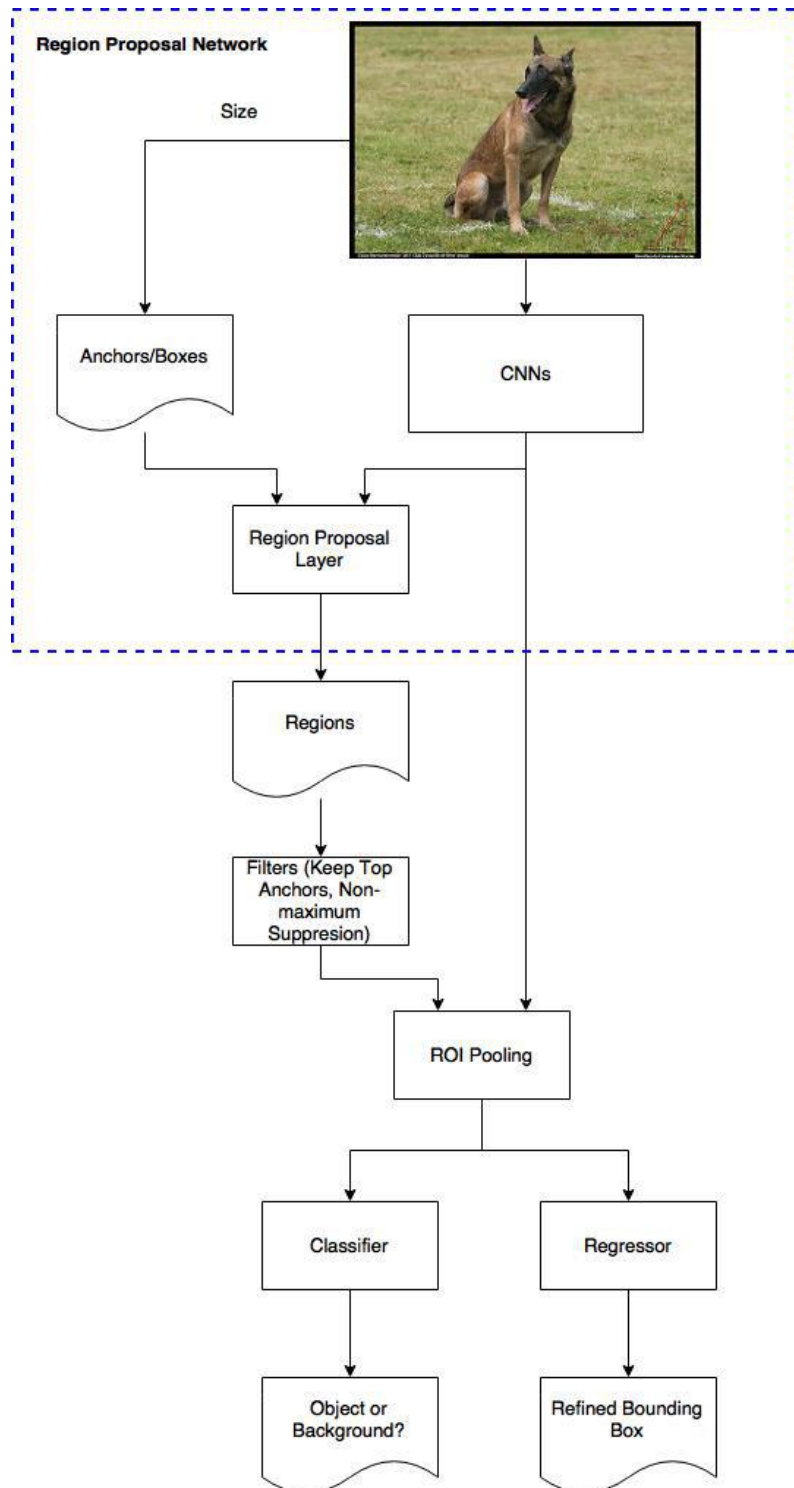 Region Proposal Network
Size
Anchors/Boxes
CNNs
Region Proposal
Layer
Regions
Filters (Keep Top
Anchors, Non-
maximum
Suppresion)
ROI Pooling
Classifier
Regressor
Object or
Background?
Refined Bounding
Box